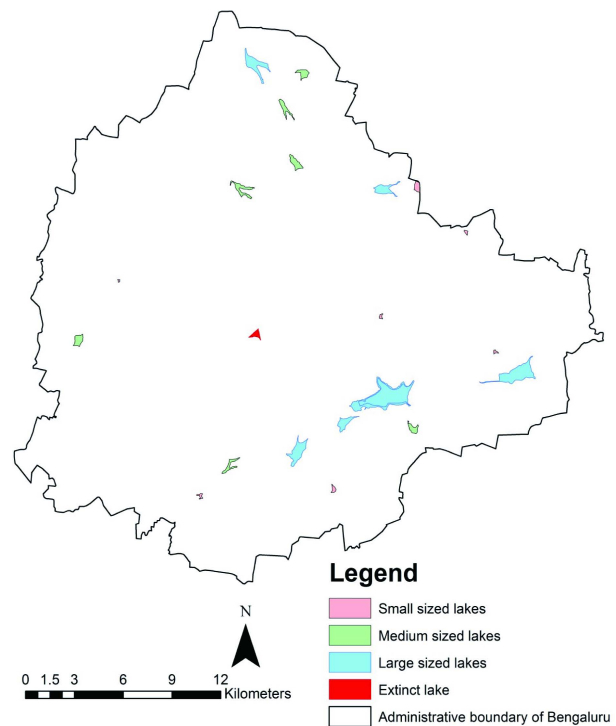 Legend
Small sized lakes
Medium sized lakes
Large sized lakes
Extinct lake
Administrative boundary of Bengaluru
N
0 1.5 3 6 9 12
Kilometers